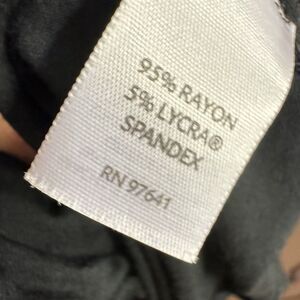 95% RAYON
5% LYCRA®
SPANDEX
RN 97641